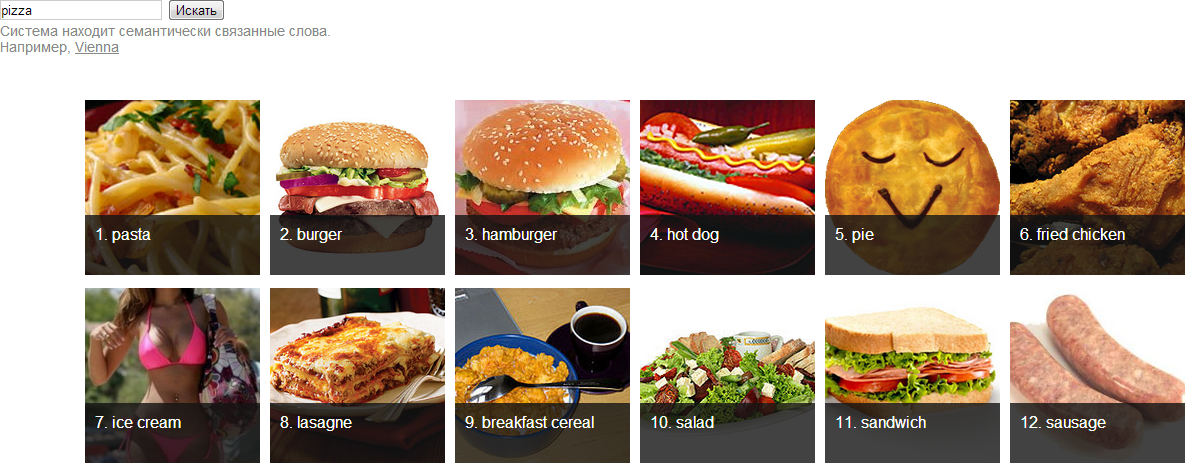 pizza
Искать
Система находит семантически связанные слова.
Например, Vienna
1. pasta
2. burger
3. hamburger
4. hot dog
5. pie
6. fried chicken
7. ice cream
8. lasagne
9. breakfast cereal
10. salad
11. sandwich
12. sausage